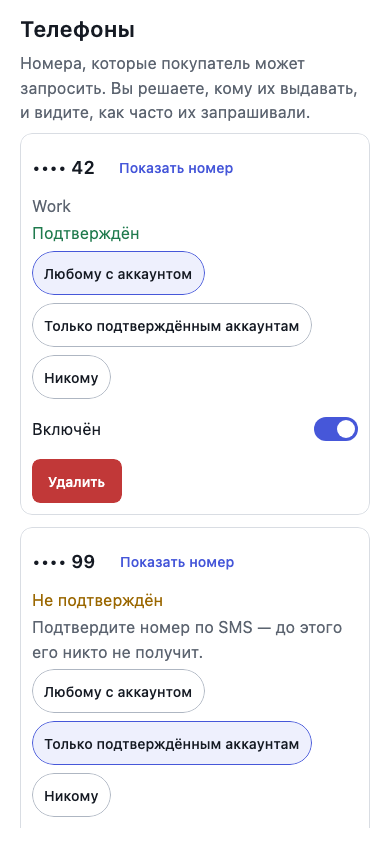 Телефоны
Номера, которые покупатель может
запросить. Вы решаете, кому их выдавать,
и видите, как часто их запрашивали.
•••• 42 Показать номер
Work
Подтверждён
Любому с аккаунтом
Только подтверждённым аккаунтам
Никому
Включён
Удалить
•••• 99 Показать номер
Не подтверждён
Подтвердите номер по SMS — до этого
его никто не получит.
Любому с аккаунтом
Только подтверждённым аккаунтам
Никому